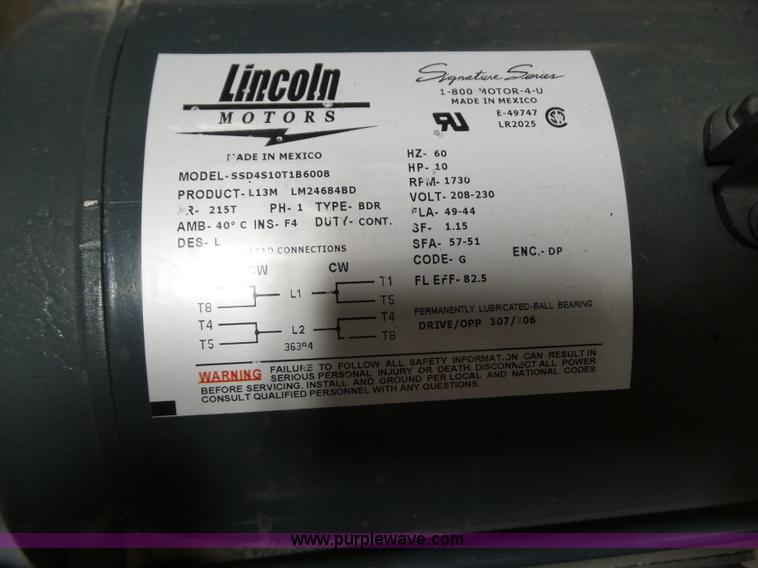 Lincoln
MOTORS
MADE IN MEXICO
MODEL-SSD4S10T1B6008
PRODUCT-L13M LM24684BD
FR- 215T PH- 1 TYPE- BDR
AMB- 40° C INS- F4 DUTY- CONT.
DES- L
CONNECTIONS
CW
T8
T4
T5
L1
L2
36394
CW
T1
T5
T4
T8
Signature Series
1-800 MOTOR-4-U
MADE IN MEXICO
E-49747
LR2025
HZ- 60
HP- 10
RPM- 1730
VOLT- 208-230
FLA- 49-44
SF- 1.15
SFA- 57-51
CODE- G
ENC.- DP
FL EFF- 82.5
PERMANENTLY LUBRICATED-BALL BEARING
DRIVE/OPP 307/206
WARNING FAILURE TO FOLLOW ALL SAFETY INFORMATION CAN RESULT IN
SERIOUS PERSONAL INJURY OR DEATH. DISCONNECT ALL POWER
BEFORE SERVICING. INSTALL AND GROUND PER LOCAL AND NATIONAL CODES
CONSULT QUALIFIED PERSONNEL WITH ANY QUESTIONS.
www.purplewave.com